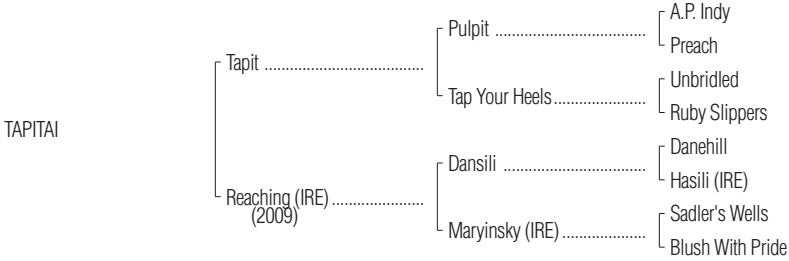 A.P. Indy
Pulpit ....................................
Preach
Tapit ......................................
Unbridled
Tap Your Heels......................
Ruby Slippers
TAPITAI
Danehill
Dansili ..................................
Hasili (IRE)
Reaching (IRE) ......................
(2009)
Sadler's Wells
Maryinsky (IRE) ....................
Blush With Pride